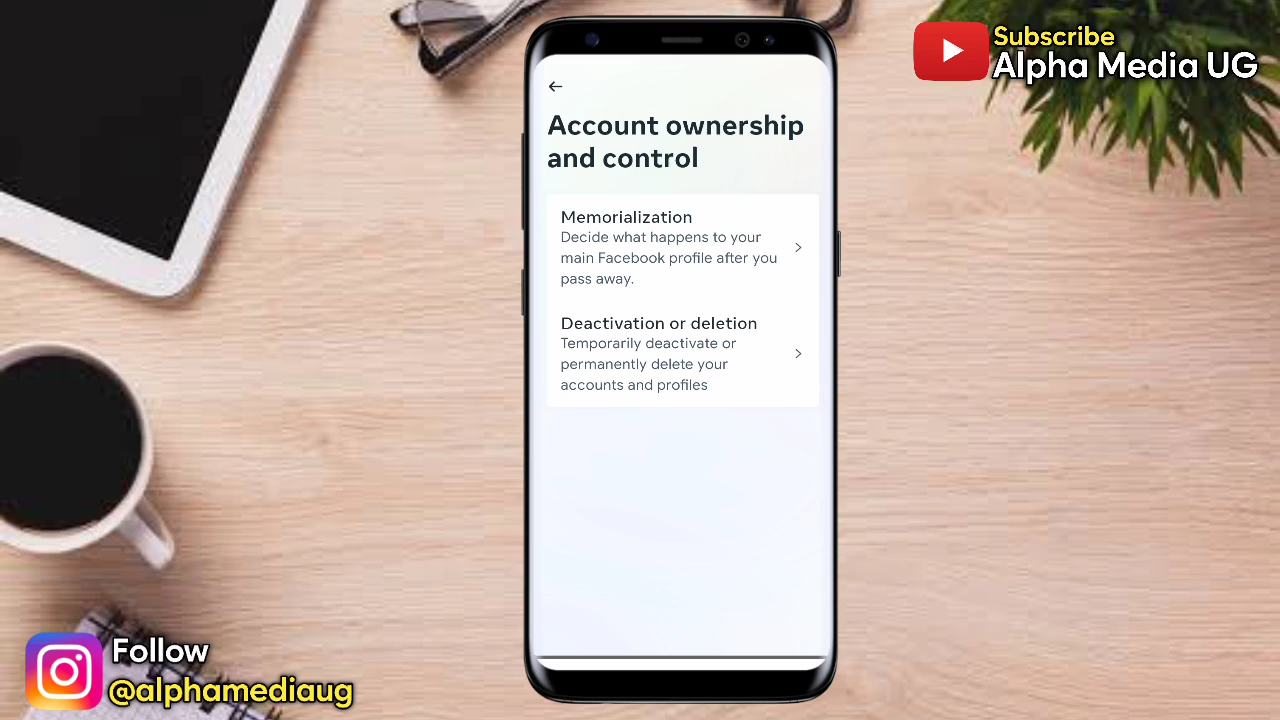 Subscribe
Alpha Media UG
Account ownership
and control
Memorialization
Decide what happens to your
main Facebook profile after you
pass away.
Deactivation or deletion
Temporarily deactivate or
permanently delete your
accounts and profiles
Follow
@alphamediaug